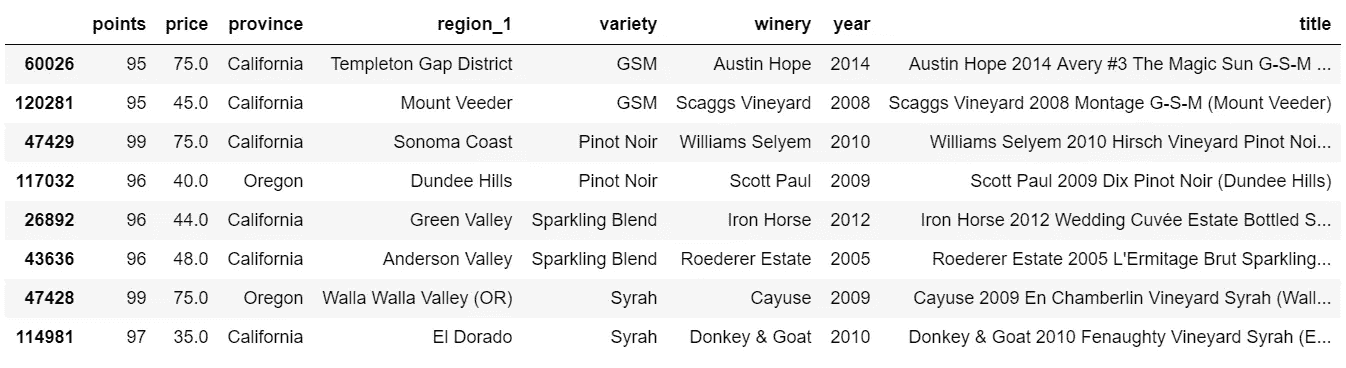 points price province region_1 variety winery year title
60026 95 75.0 California Templeton Gap District GSM Austin Hope 2014 Austin Hope 2014 Avery #3 The Magic Sun G-S-M ...
120281 95 45.0 California Mount Veeder GSM Scaggs Vineyard 2008 Scaggs Vineyard 2008 Montage G-S-M (Mount Veeder)
47429 99 75.0 California Sonoma Coast Pinot Noir Williams Selyem 2010 Williams Selyem 2010 Hirsch Vineyard Pinot Noi...
117032 96 40.0 Oregon Dundee Hills Pinot Noir Scott Paul 2009 Scott Paul 2009 Dix Pinot Noir (Dundee Hills)
26892 96 44.0 California Green Valley Sparkling Blend Iron Horse 2012 Iron Horse 2012 Wedding Cuvée Estate Bottled S...
43636 96 48.0 California Anderson Valley Sparkling Blend Roederer Estate 2005 Roederer Estate 2005 L'Ermitage Brut Sparkling...
47428 99 75.0 Oregon Walla Walla Valley (OR) Syrah Cayuse 2009 Cayuse 2009 En Chamberlin Vineyard Syrah (Wall...
114981 97 35.0 California El Dorado Syrah Donkey & Goat 2010 Donkey & Goat 2010 Fenaughty Vineyard Syrah (E...